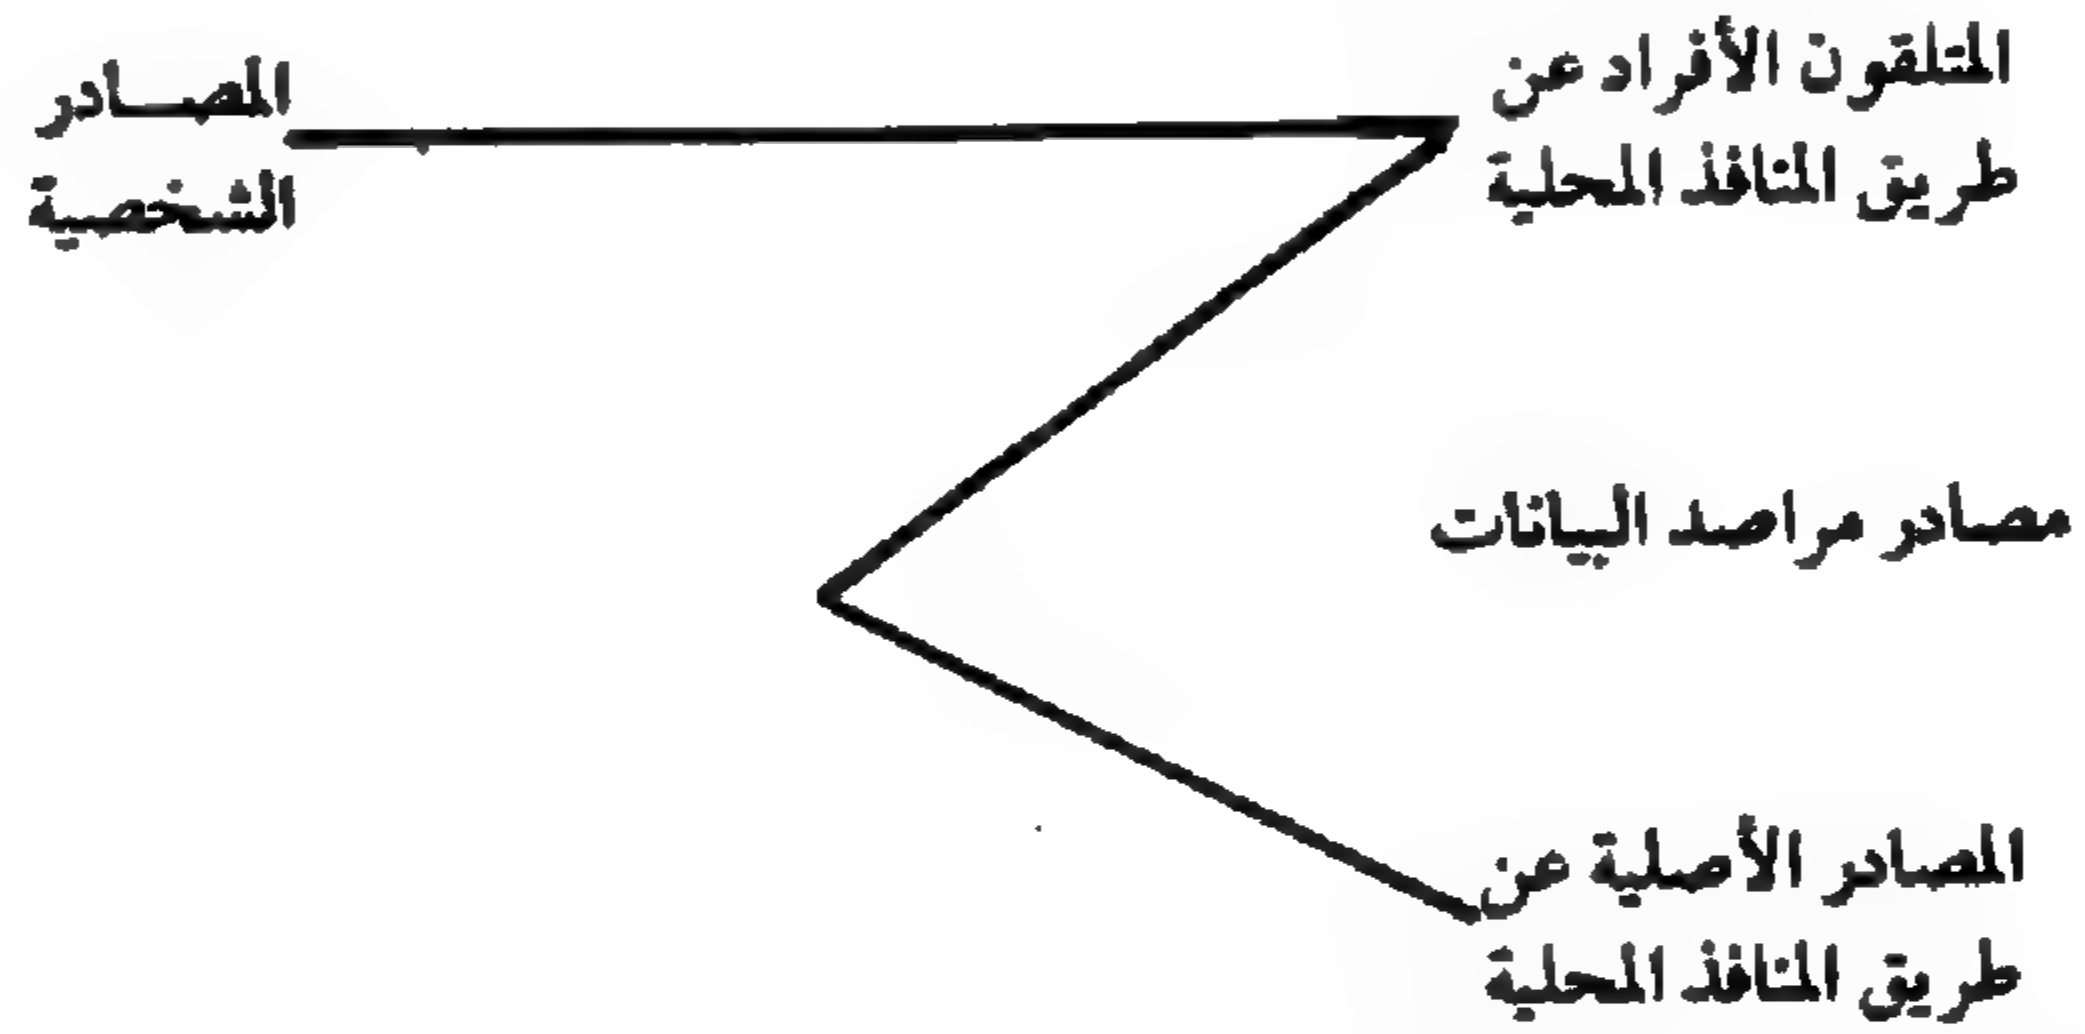 المتلقون الأفراد عن
طريق المنافذ المحلية
المصادر
الشخصية
مصادر مراصد البيانات
المصادر الأصلية عن
طريق المنافذ المحلية